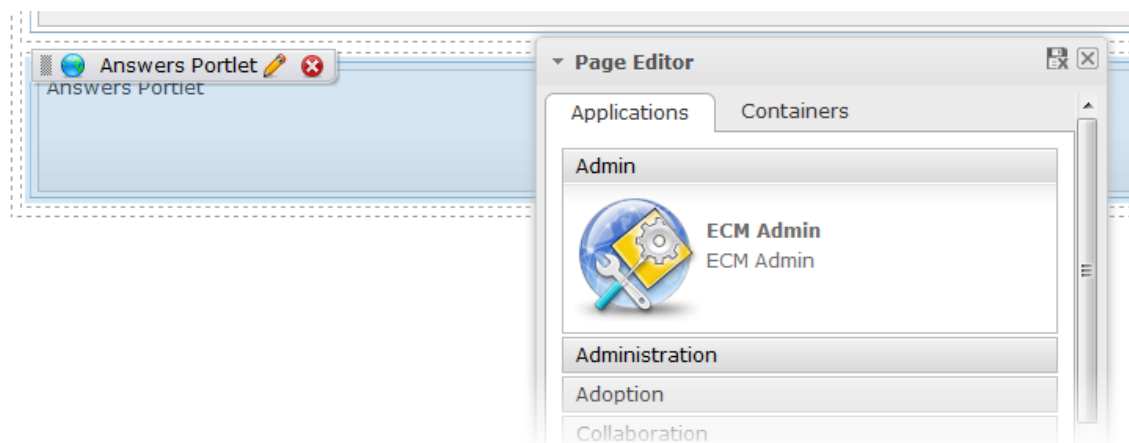 Answers Portlet
Answers Portlet
Page Editor
Applications Containers
Admin
ECM Admin
ECM Admin
Administration
Adoption
Collaboration